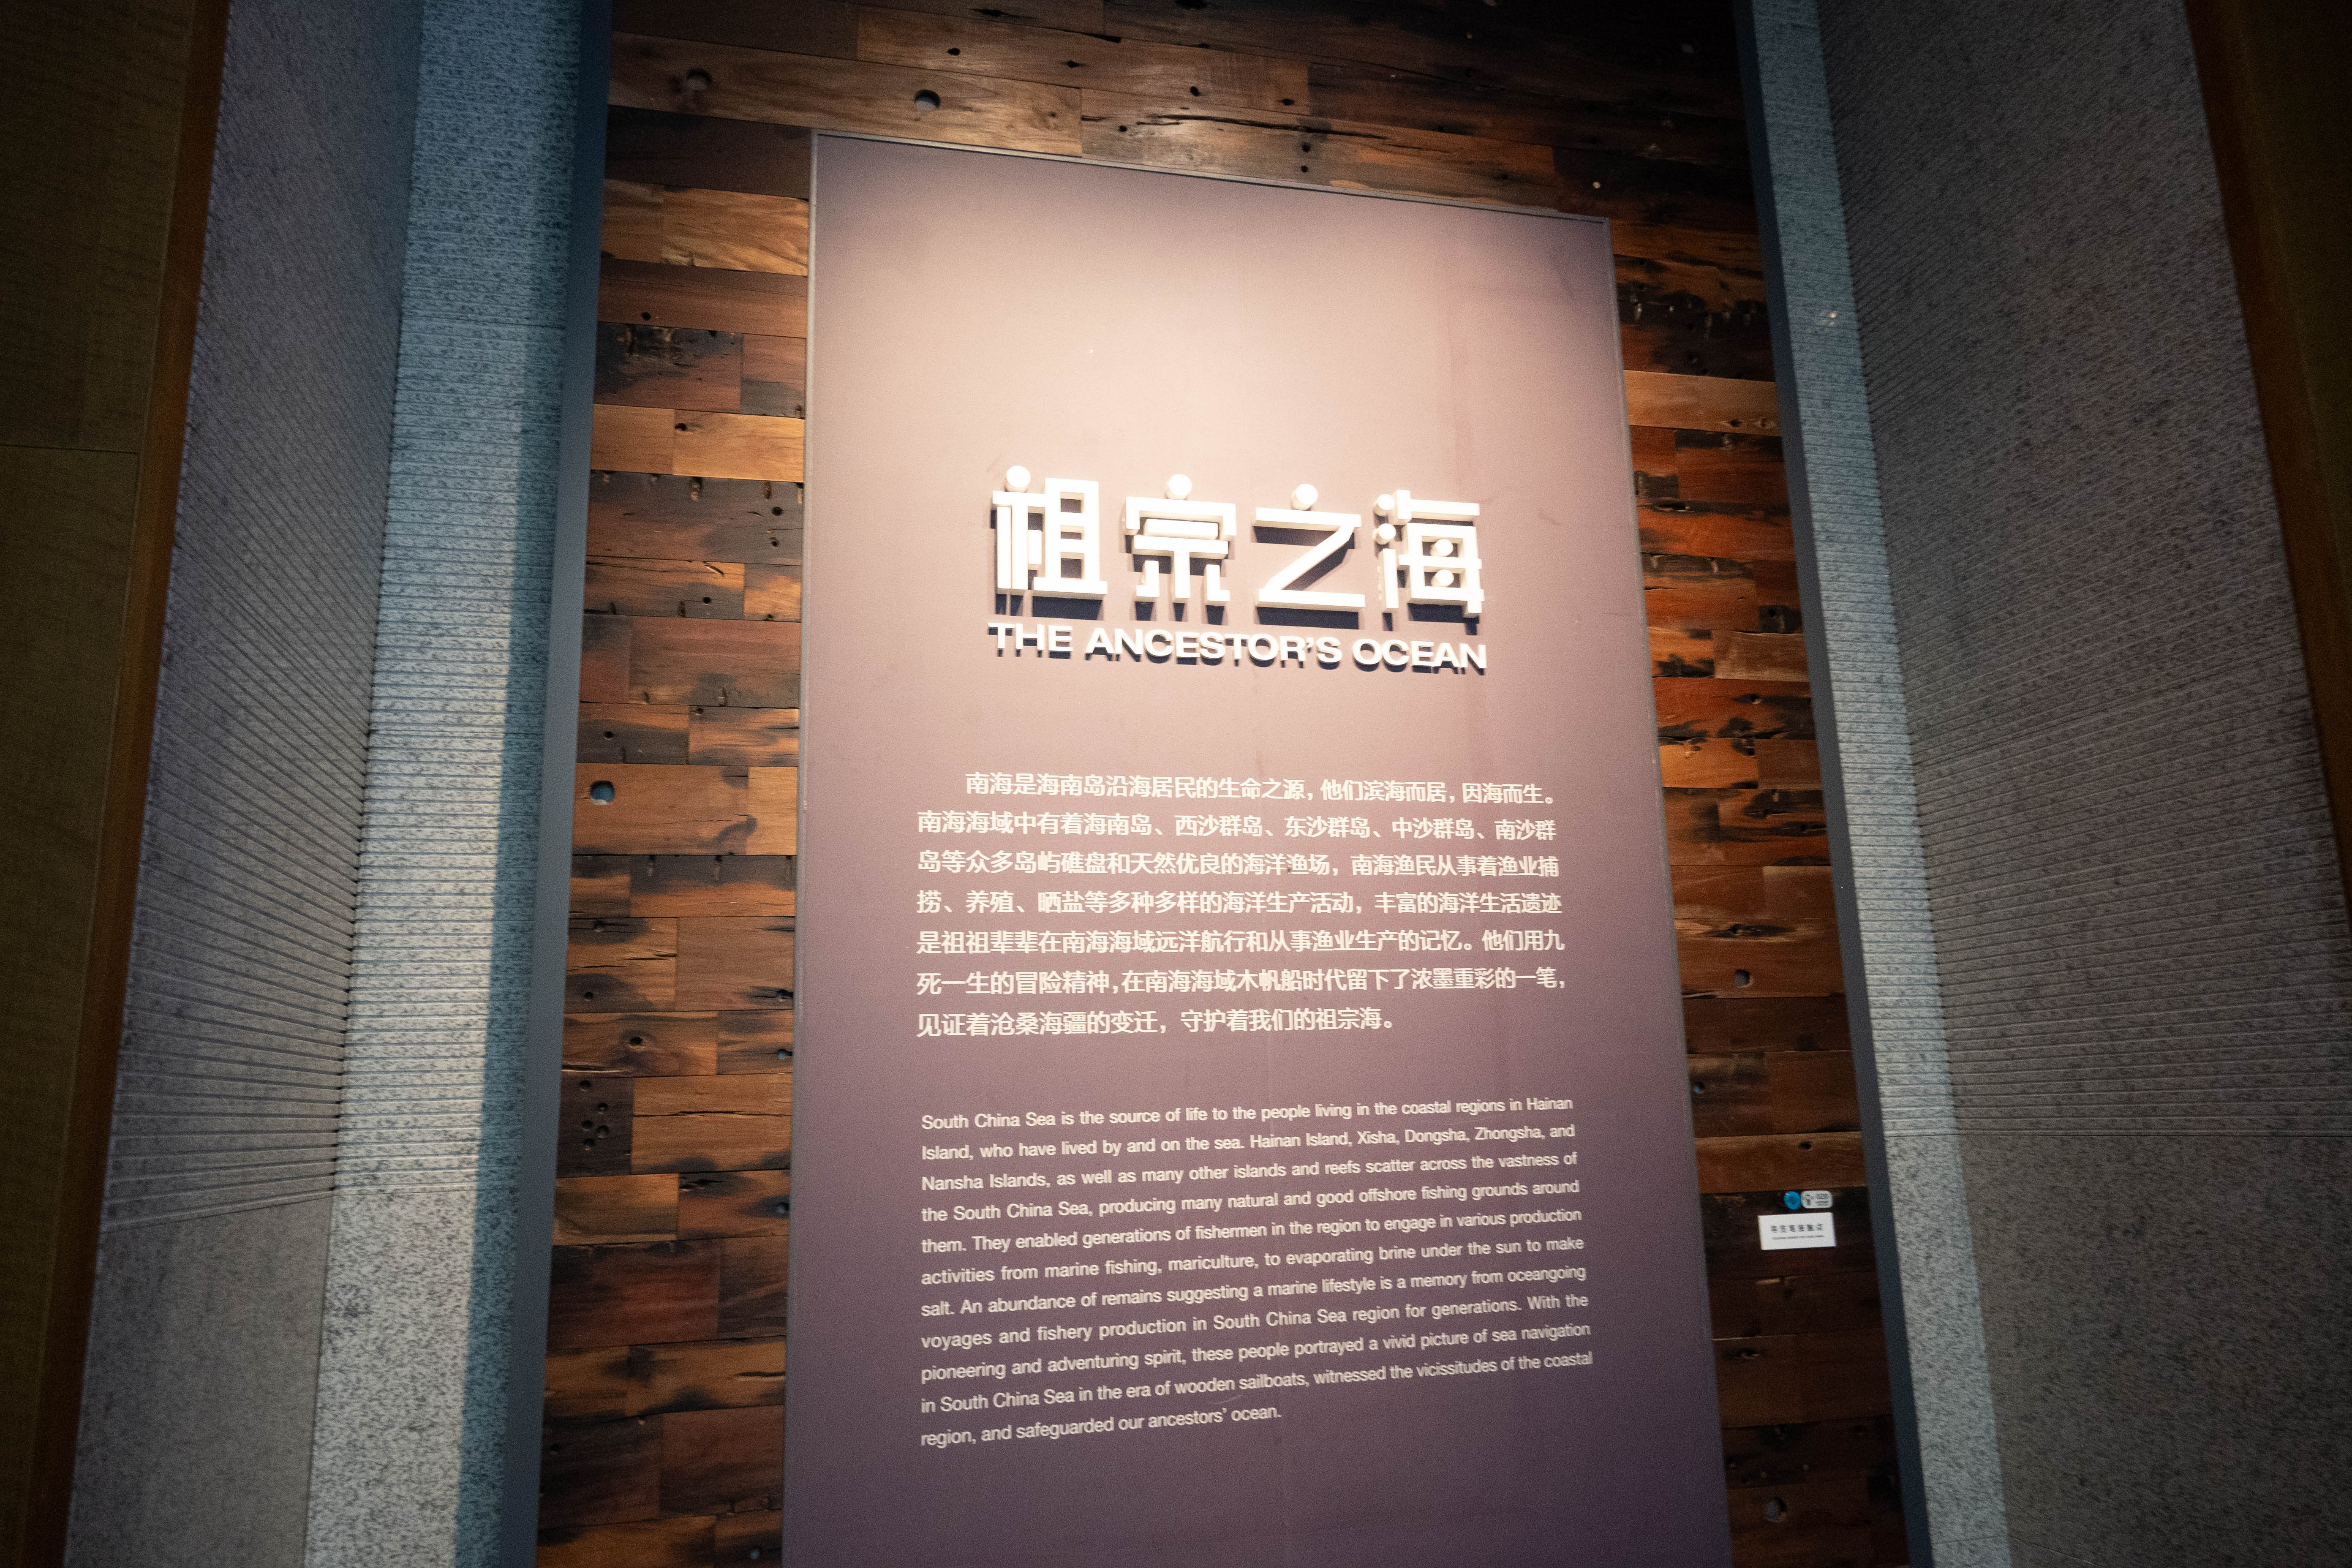 祖宗之海
THE ANCESTOR'S OCEAN
南海是海南岛沿海居民的生命之源，他们滨海而居，因海而生。
南海海域中有着海南岛、西沙群岛、东沙群岛、中沙群岛、南沙群
岛等众多岛屿礁盘和天然优良的海洋渔场，南海渔民从事着渔业捕
捞、养殖、晒盐等多种多样的海洋生产活动，丰富的海洋生活遗迹
是祖祖辈辈在南海海域远洋航行和从事渔业生产的记忆。他们用九
死一生的冒险精神，在南海海域木帆船时代留下了浓墨重彩的一笔，
见证着沧桑海疆的变迁，守护着我们的祖宗海。
South China Sea is the source of life to the people living in the coastal regions in Hainan
Island, who have lived by and on the sea. Hainan Island, Xisha, Dongsha, Zhongsha, and
Nansha Islands, as well as many other islands and reefs scatter across the vastness of
the South China Sea, producing many natural and good offshore fishing grounds around
them. They enabled generations of fishermen in the region to engage in various production
activities from marine fishing, mariculture, to evaporating brine under the sun to make
salt. An abundance of remains suggesting a marine lifestyle is a memory from oceangoing
voyages and fishery production in South China Sea region for generations. With the
pioneering and adventuring spirit, these people portrayed a vivid picture of sea navigation
in South China Sea in the era of wooden sailboats, witnessed the vicissitudes of the coastal
region, and safeguarded our ancestors' ocean.